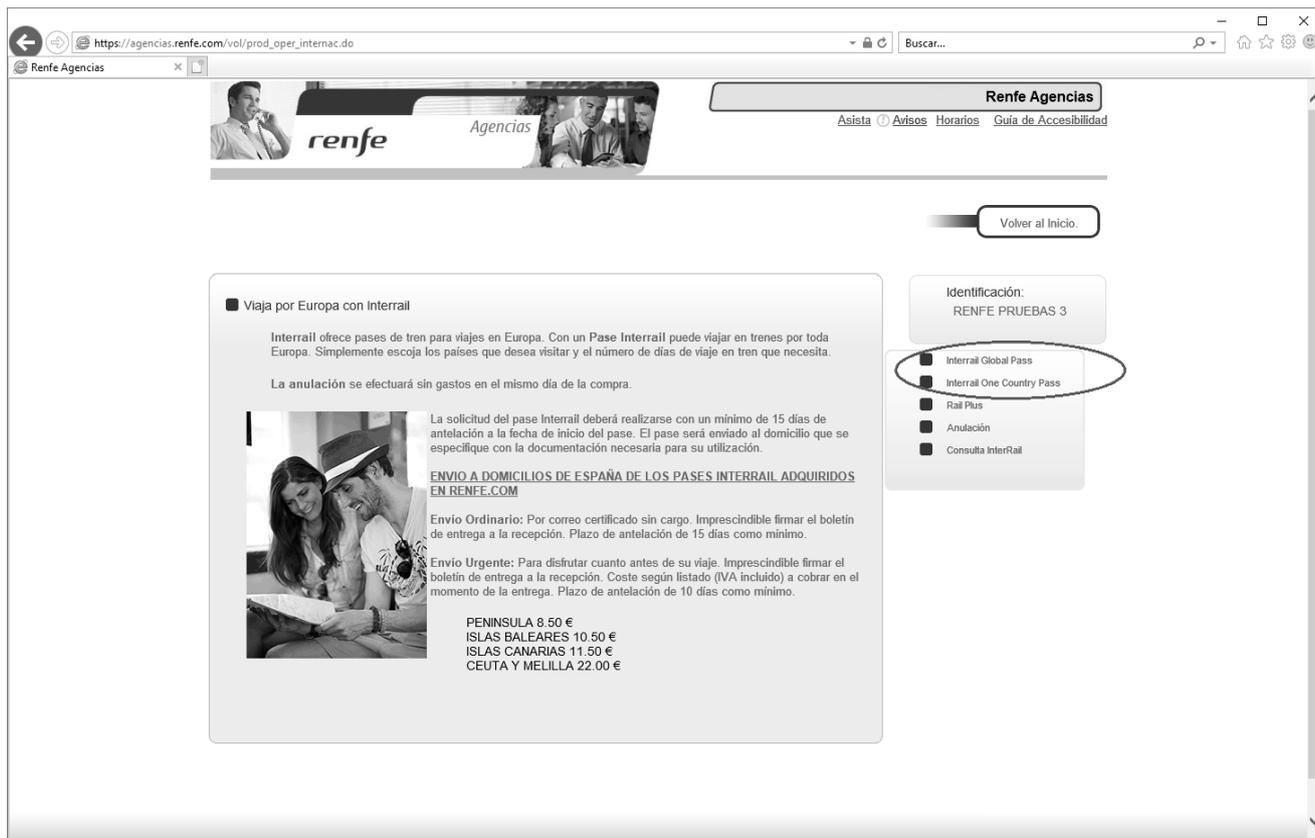 https://agencias.renfe.com/vol/prod_oper_internac.do
Buscar...
Renfe Agencias
renfe
Agencias
Renfe Agencias
Asista Avisos Horarios Guía de Accesibilidad
Volver al Inicio.
Viaja por Europa con Interrail
Interrail ofrece pases de tren para viajes en Europa. Con un Pase Interrail puede viajar en trenes por toda
Europa. Simplemente escoja los países que desea visitar y el número de días de viaje en tren que necesita.
La anulación se efectuará sin gastos en el mismo día de la compra.
La solicitud del pase Interrail deberá realizarse con un mínimo de 15 días de
antelación a la fecha de inicio del pase. El pase será enviado al domicilio que se
especifique con la documentación necesaria para su utilización.
ENVIO A DOMICILIOS DE ESPAÑA DE LOS PASES INTERRAIL ADQUIRIDOS
EN RENFE.COM
Envío Ordinario: Por correo certificado sin cargo. Imprescindible firmar el boletín
de entrega a la recepción. Plazo de antelación de 15 días como mínimo.
Envío Urgente: Para disfrutar cuanto antes de su viaje. Imprescindible firmar el
boletín de entrega a la recepción. Coste según listado (IVA incluido) a cobrar en el
momento de la entrega. Plazo de antelación de 10 días como mínimo.
PENINSULA 8.50 €
ISLAS BALEARES 10.50 €
ISLAS CANARIAS 11.50 €
CEUTA Y MELILLA 22.00 €
Identificación:
RENFE PRUEBAS 3
Interrail Global Pass
Interrail One Country Pass
Rail Plus
Anulación
Consulta InterRail